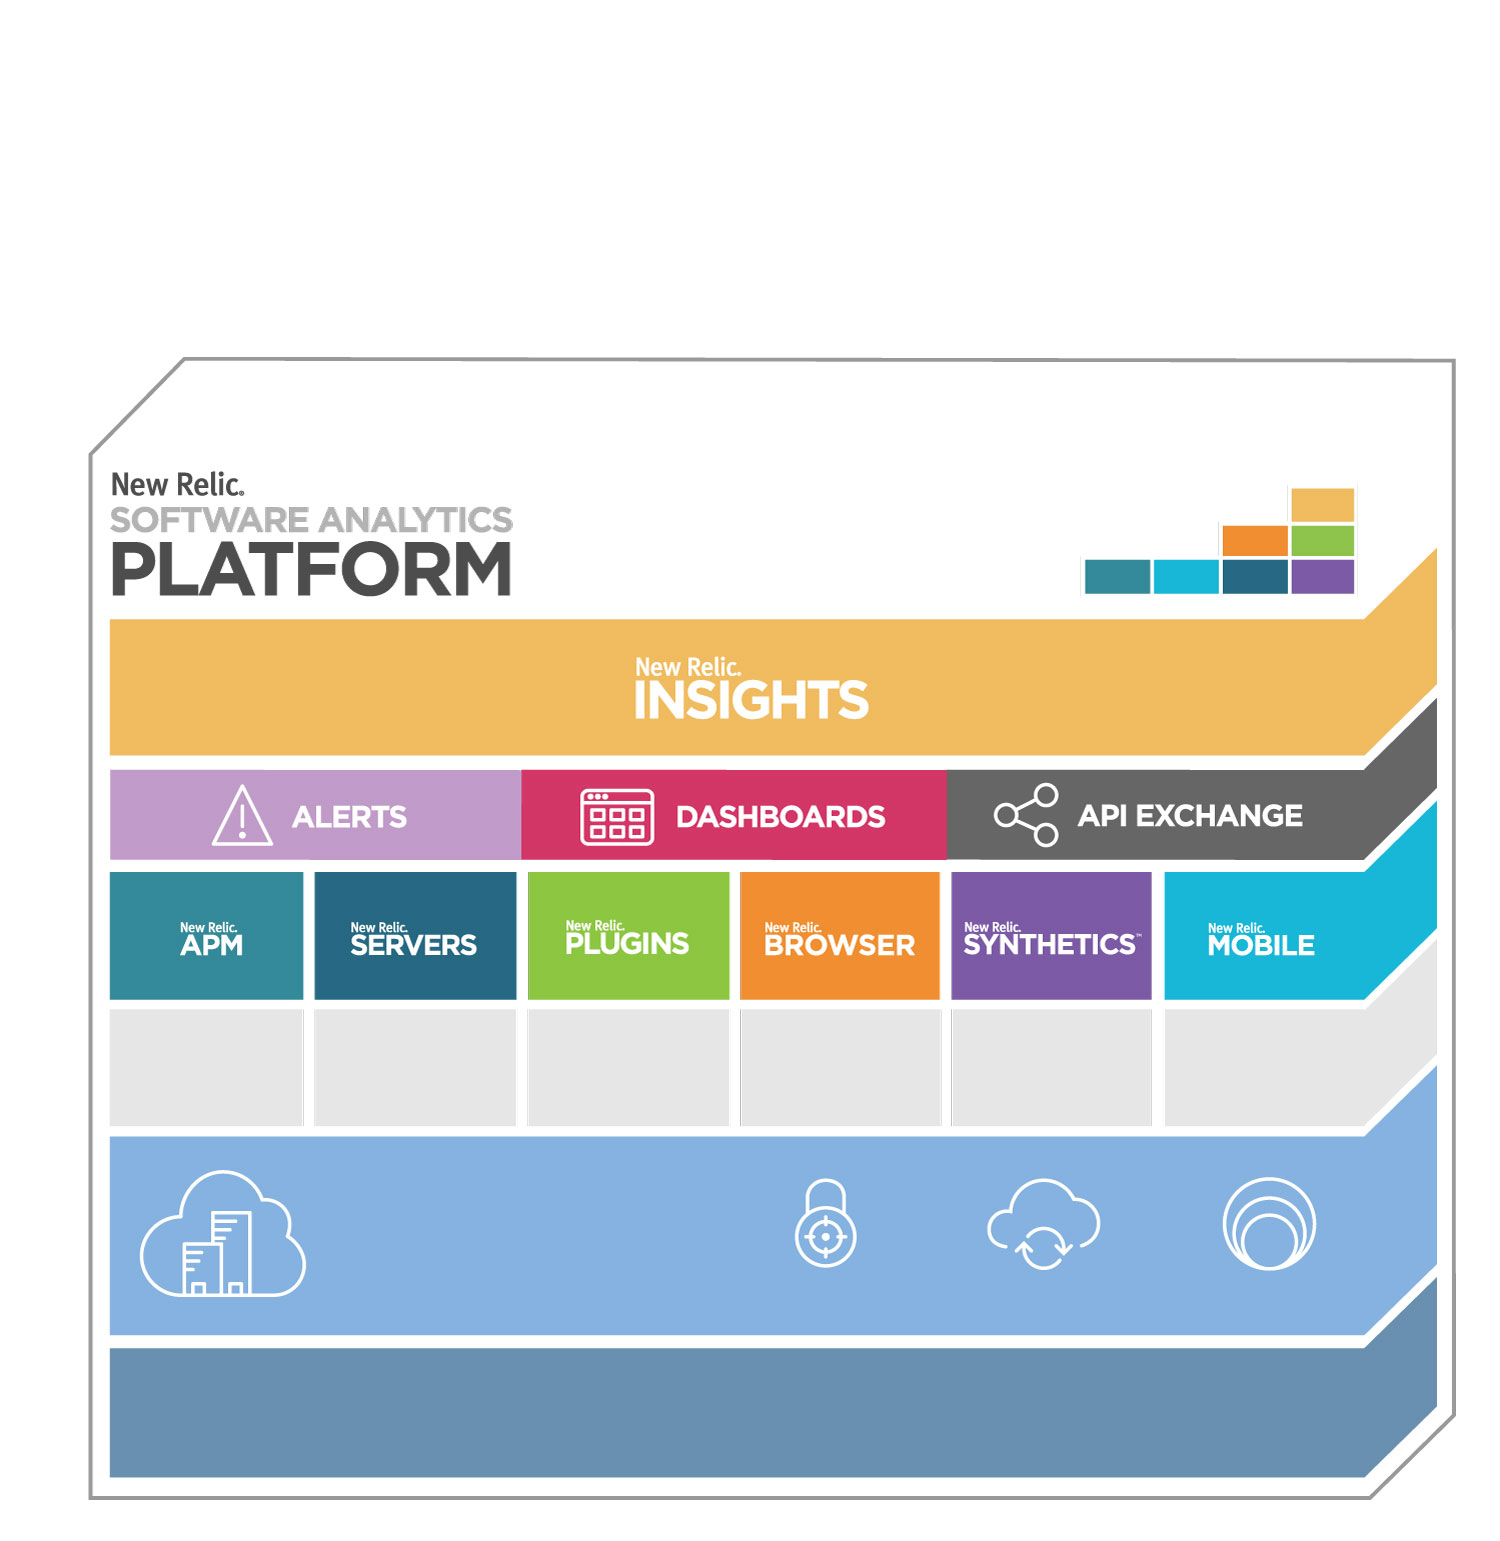 New Relic®
SOFTWARE ANALYTICS
PLATFORM
New Relic.
INSIGHTS
ALERTS
DASHBOARDS
API EXCHANGE
New Relic.
APM
New Relic.
SERVERS
New Relic.
PLUGINS
New Relic.
BROWSER
New Relic.
SYNTHETICS™
New Relic.
MOBILE